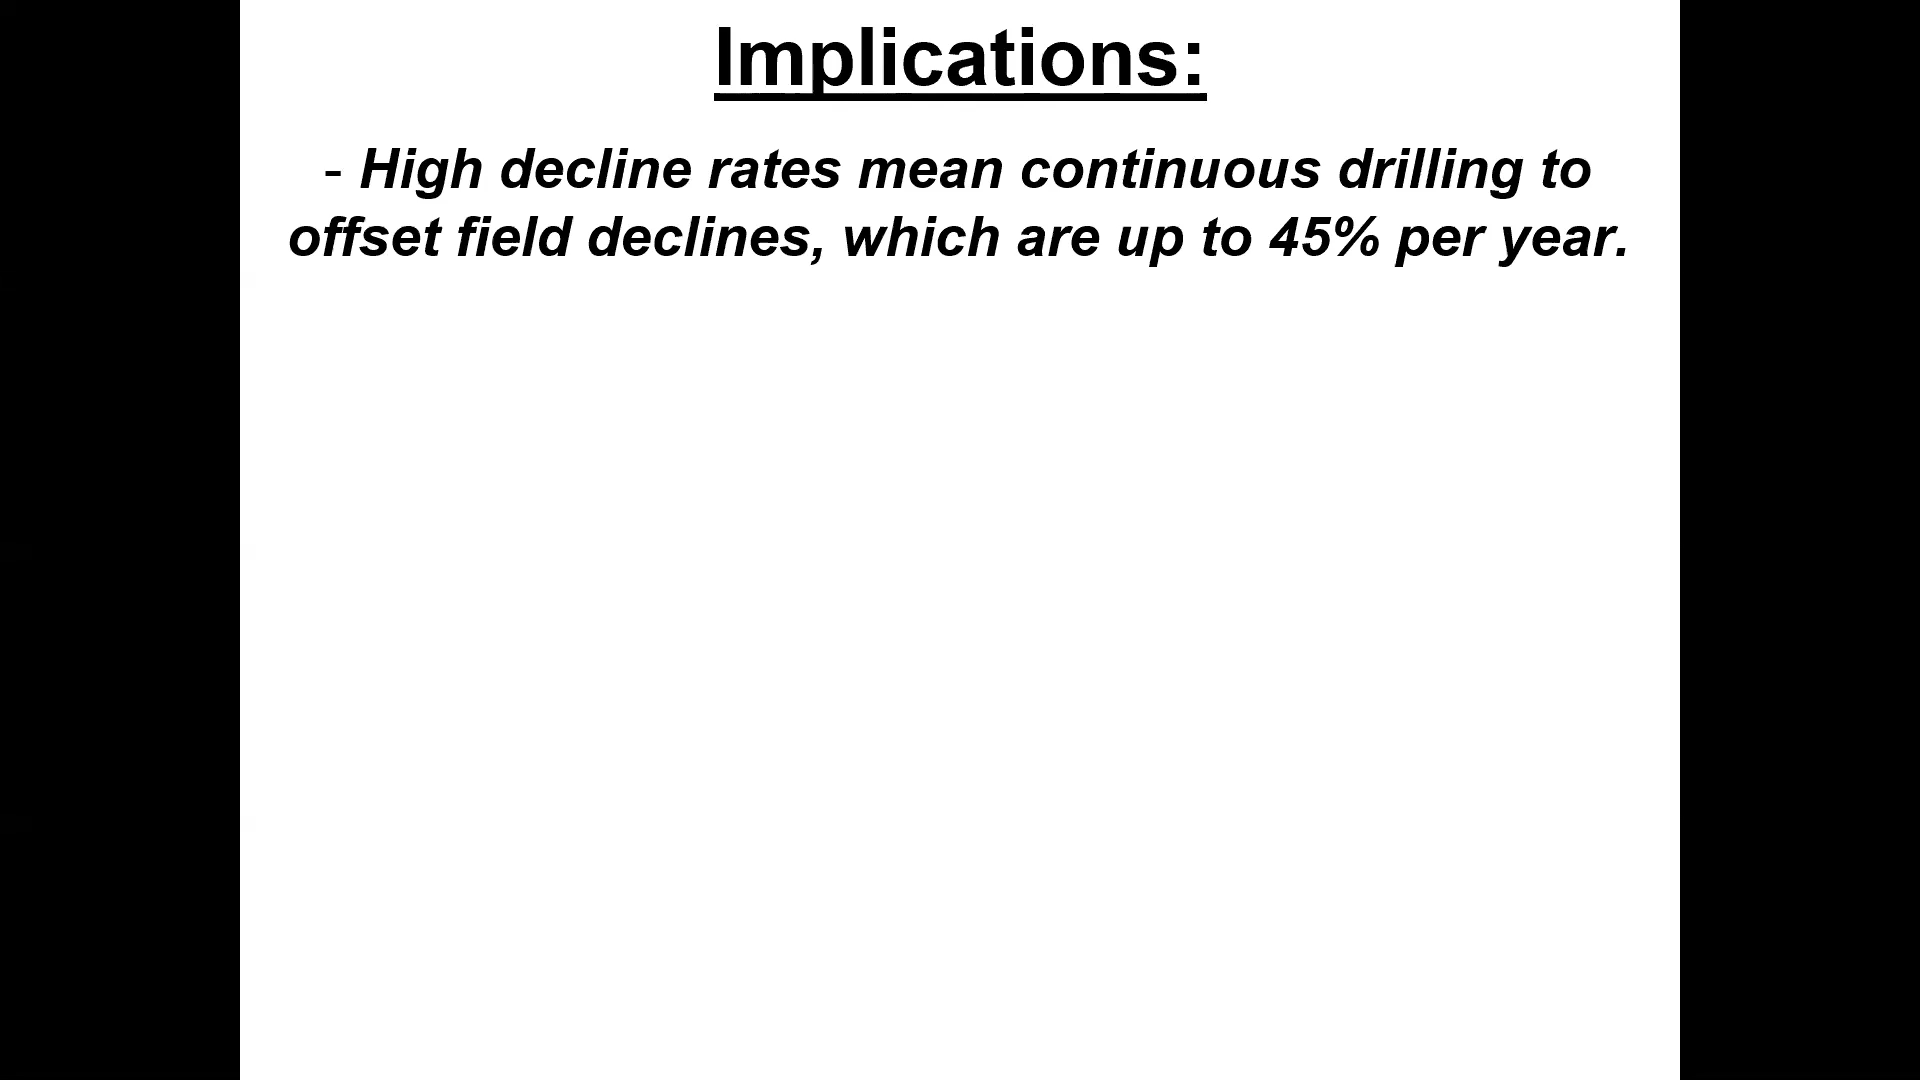 Implications:
- High decline rates mean continuous drilling to
offset field declines, which are up to 45% per year.